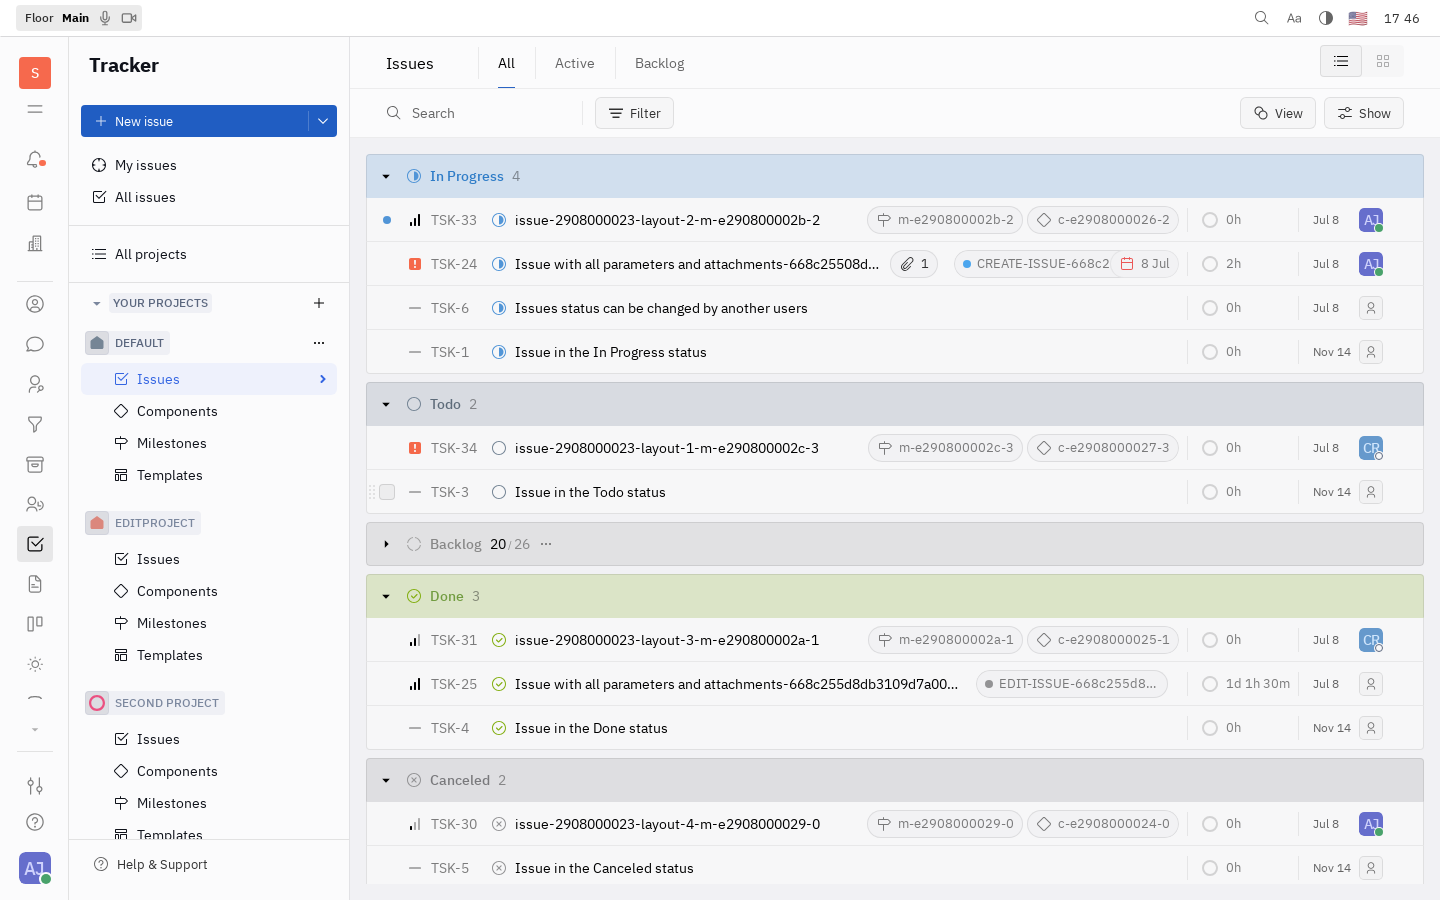 Floor Main
Aa
17 46
S
Tracker
New issue
My issues
All issues
All projects
YOUR PROJECTS
DEFAULT
Issues
Components
Milestones
Templates
EDITPROJECT
Issues
Components
Milestones
Templates
SECOND PROJECT
Issues
Components
Milestones
Templates
Help & Support
AJ
Issues
All
Active
Backlog
Search
Filter
View
Show
In Progress 4
TSK-33 issue-2908000023-layout-2-m-e290800002b-2 m-e290800002b-2 c-e2908000026-2 0h Jul 8 AJ
TSK-24 Issue with all parameters and attachments-668c25508d... 1 CREATE-ISSUE-668c2 8 Jul 2h Jul 8 AJ
TSK-6 Issues status can be changed by another users 0h Jul 8
TSK-1 Issue in the In Progress status 0h Nov 14
Todo 2
TSK-34 issue-2908000023-layout-1-m-e290800002c-3 m-e290800002c-3 c-e2908000027-3 0h Jul 8 CR
TSK-3 Issue in the Todo status 0h Nov 14
Backlog 20 / 26 ...
Done 3
TSK-31 issue-2908000023-layout-3-m-e290800002a-1 m-e290800002a-1 c-e2908000025-1 0h Jul 8 CR
TSK-25 Issue with all parameters and attachments-668c255d8db3109d7a00... EDIT-ISSUE-668c255d8... 1d 1h 30m Jul 8
TSK-4 Issue in the Done status 0h Nov 14
Canceled 2
TSK-30 issue-2908000023-layout-4-m-e2908000029-0 m-e2908000029-0 c-e2908000024-0 0h Jul 8 AJ
TSK-5 Issue in the Canceled status 0h Nov 14